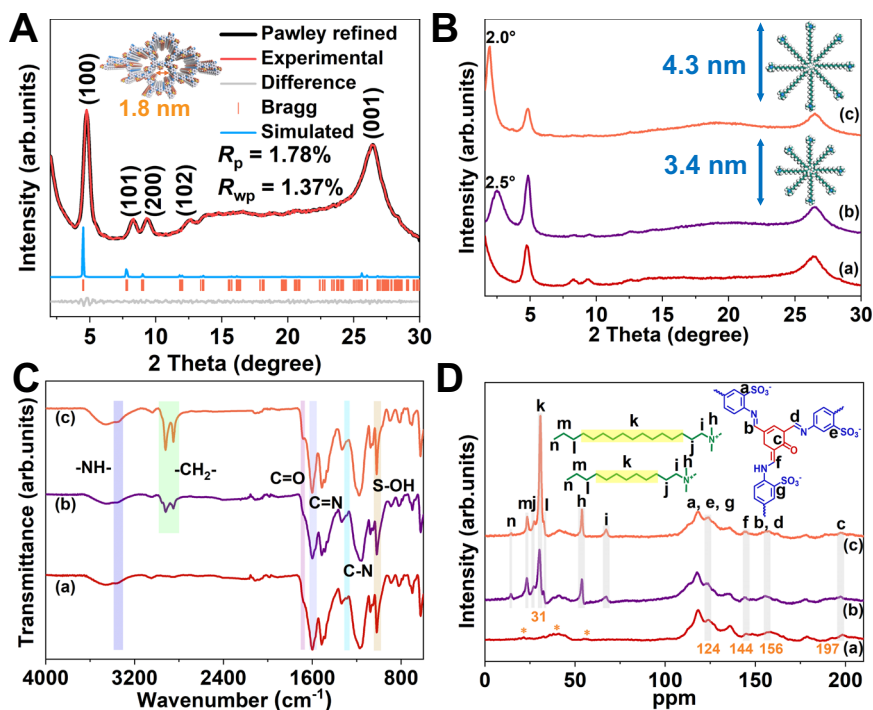 A
Pawley refined
Experimental
Difference
Bragg
Simulated
Rp = 1.78%
Rwp = 1.37%
1.8 nm
(100)
(101)
(200)
(102)
(001)
Intensity (arb.units)
5
10
15
20
25
30
2 Theta (degree)
B
2.0°
4.3 nm
(c)
2.5°
3.4 nm
(b)
(a)
Intensity (arb.units)
5
10
15
20
25
30
2 Theta (degree)
C
(c)
-NH-
-CH2-
C=O
C=N
S-OH
(b)
C-N
(a)
Transmittance (arb.units)
4000
3200
2400
1600
800
Wavenumber (cm-1)
D
k
m
k
i
h
n
l
j
N
m
k
i
h
n
l
j
N
a
SO3-
N
b
d
N
c
O
e
SO3-
f
HN
SO3-
g
n
m
j
l
h
i
a, e, g
f
b, d
c
(c)
(b)
31
* * *
124
144
156
197
(a)
Intensity (arb.units)
0
50
100
150
200
ppm